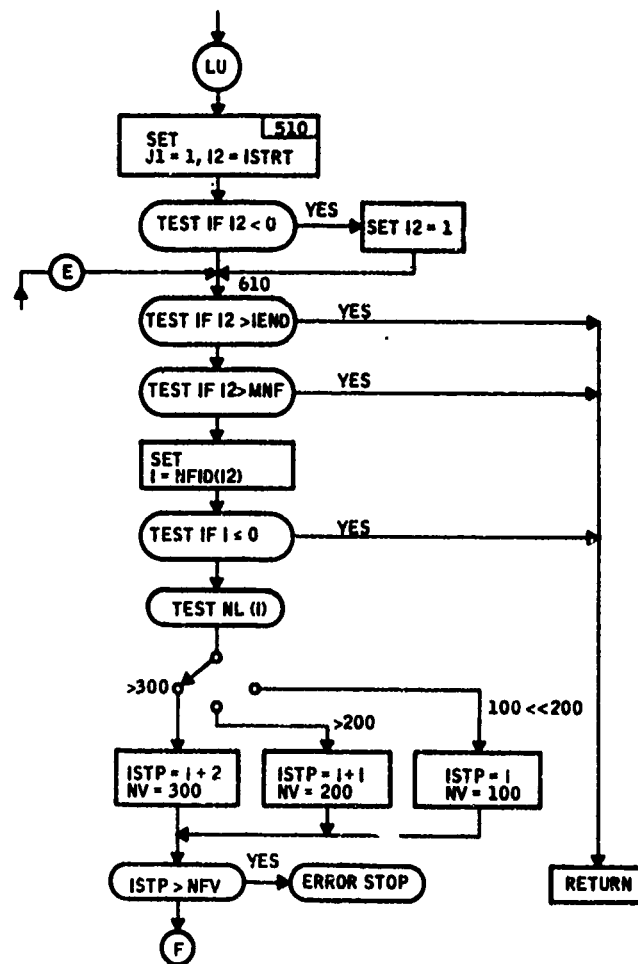 LU
510
SET
J1 = 1, I2 = ISTRT
TEST IF I2 < 0
YES
SET I2 = 1
E
610
TEST IF I2 > IEND
YES
TEST IF I2 > MNF
YES
SET
I = NFID(I2)
TEST IF I ≤ 0
YES
TEST NL (I)
>300
>200
100 <<200
ISTP = I + 2
NV = 300
ISTP = I + I
NV = 200
ISTP = I
NV = 100
ISTP > NFV
YES
ERROR STOP
RETURN
F